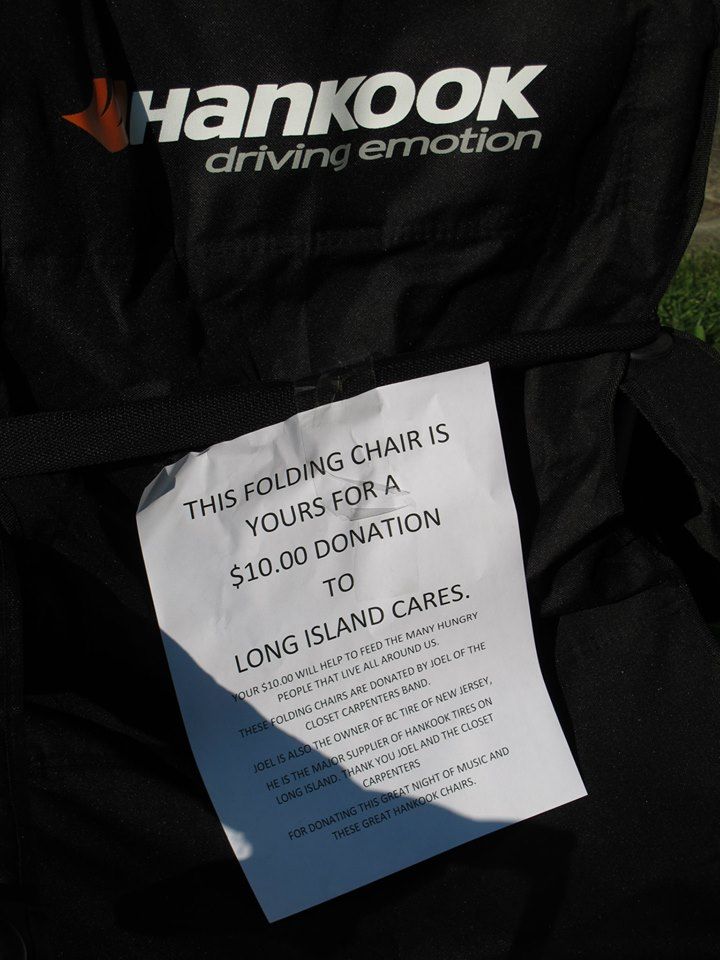 HANKOOK
driving emotion
THIS FOLDING CHAIR IS
YOURS FOR A
$10.00 DONATION
TO
LONG ISLAND CARES.
YOUR $10.00 WILL HELP TO FEED THE MANY HUNGRY
PEOPLE THAT LIVE ALL AROUND US.
THESE FOLDING CHAIRS ARE DONATED BY JOEL OF THE
CLOSET CARPENTERS BAND.
JOEL IS ALSO THE OWNER OF BC TIRE OF NEW JERSEY,
HE IS THE MAJOR SUPPLIER OF HANKOOK TIRES ON
LONG ISLAND. THANK YOU JOEL AND THE CLOSET
CARPENTERS
FOR DONATING THIS GREAT NIGHT OF MUSIC AND
THESE GREAT HANKOOK CHAIRS.